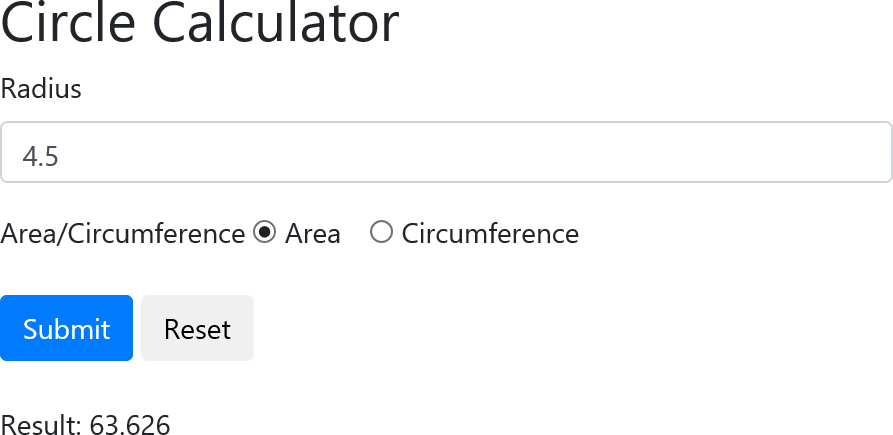 Circle Calculator
Radius
4.5
Area/Circumference Area Circumference
Submit Reset
Result: 63.626